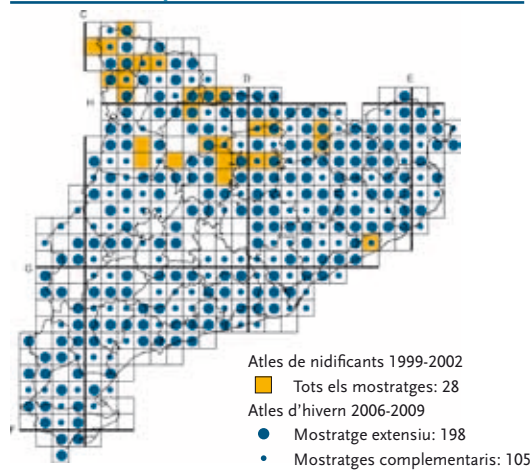 C
D
E
H
G
Atles de nidificants 1999-2002
Tots els mostratges: 28
Atles d'hivern 2006-2009
Mostratge extensiu: 198
Mostratges complementaris: 105